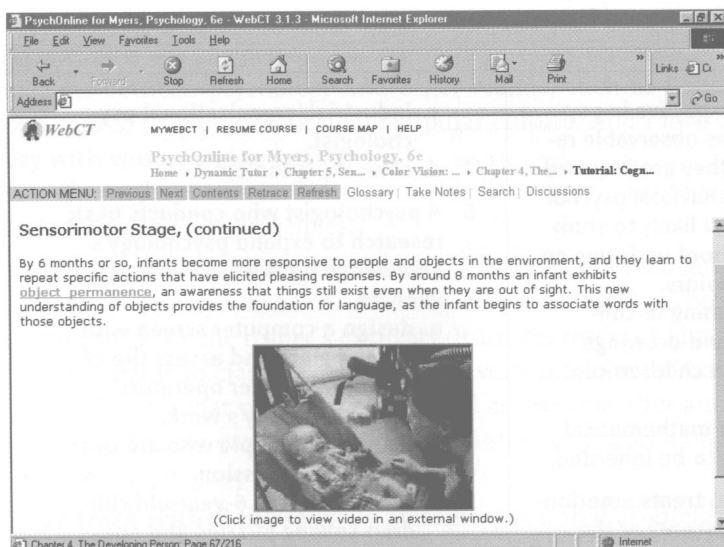 PsychOnline for Myers, Psychology, 6e - WebCT 3.1.3 - Microsoft Internet Explorer
File Edit View Favorites Tools Help
Back Forward Stop Refresh Home Search Favorites History Mail Print » Links
Address Go
WebCT MYWEBCT | RESUME COURSE | COURSE MAP | HELP
PsychOnline for Myers, Psychology, 6e
Home › Dynamic Tutor › Chapter 5, Sen... › Color Vision: ... › Chapter 4, The... › Tutorial: Cogn...
ACTION MENU: Previous Next Contents Retrace Refresh Glossary | Take Notes | Search | Discussions
Sensorimotor Stage, (continued)
By 6 months or so, infants become more responsive to people and objects in the environment, and they learn to
repeat specific actions that have elicited pleasing responses. By around 8 months an infant exhibits
object permanence, an awareness that things still exist even when they are out of sight. This new
understanding of objects provides the foundation for language, as the infant begins to associate words with
those objects.
(Click image to view video in an external window.)
Chapter 4, The Developing Person: Page 67/216 Internet